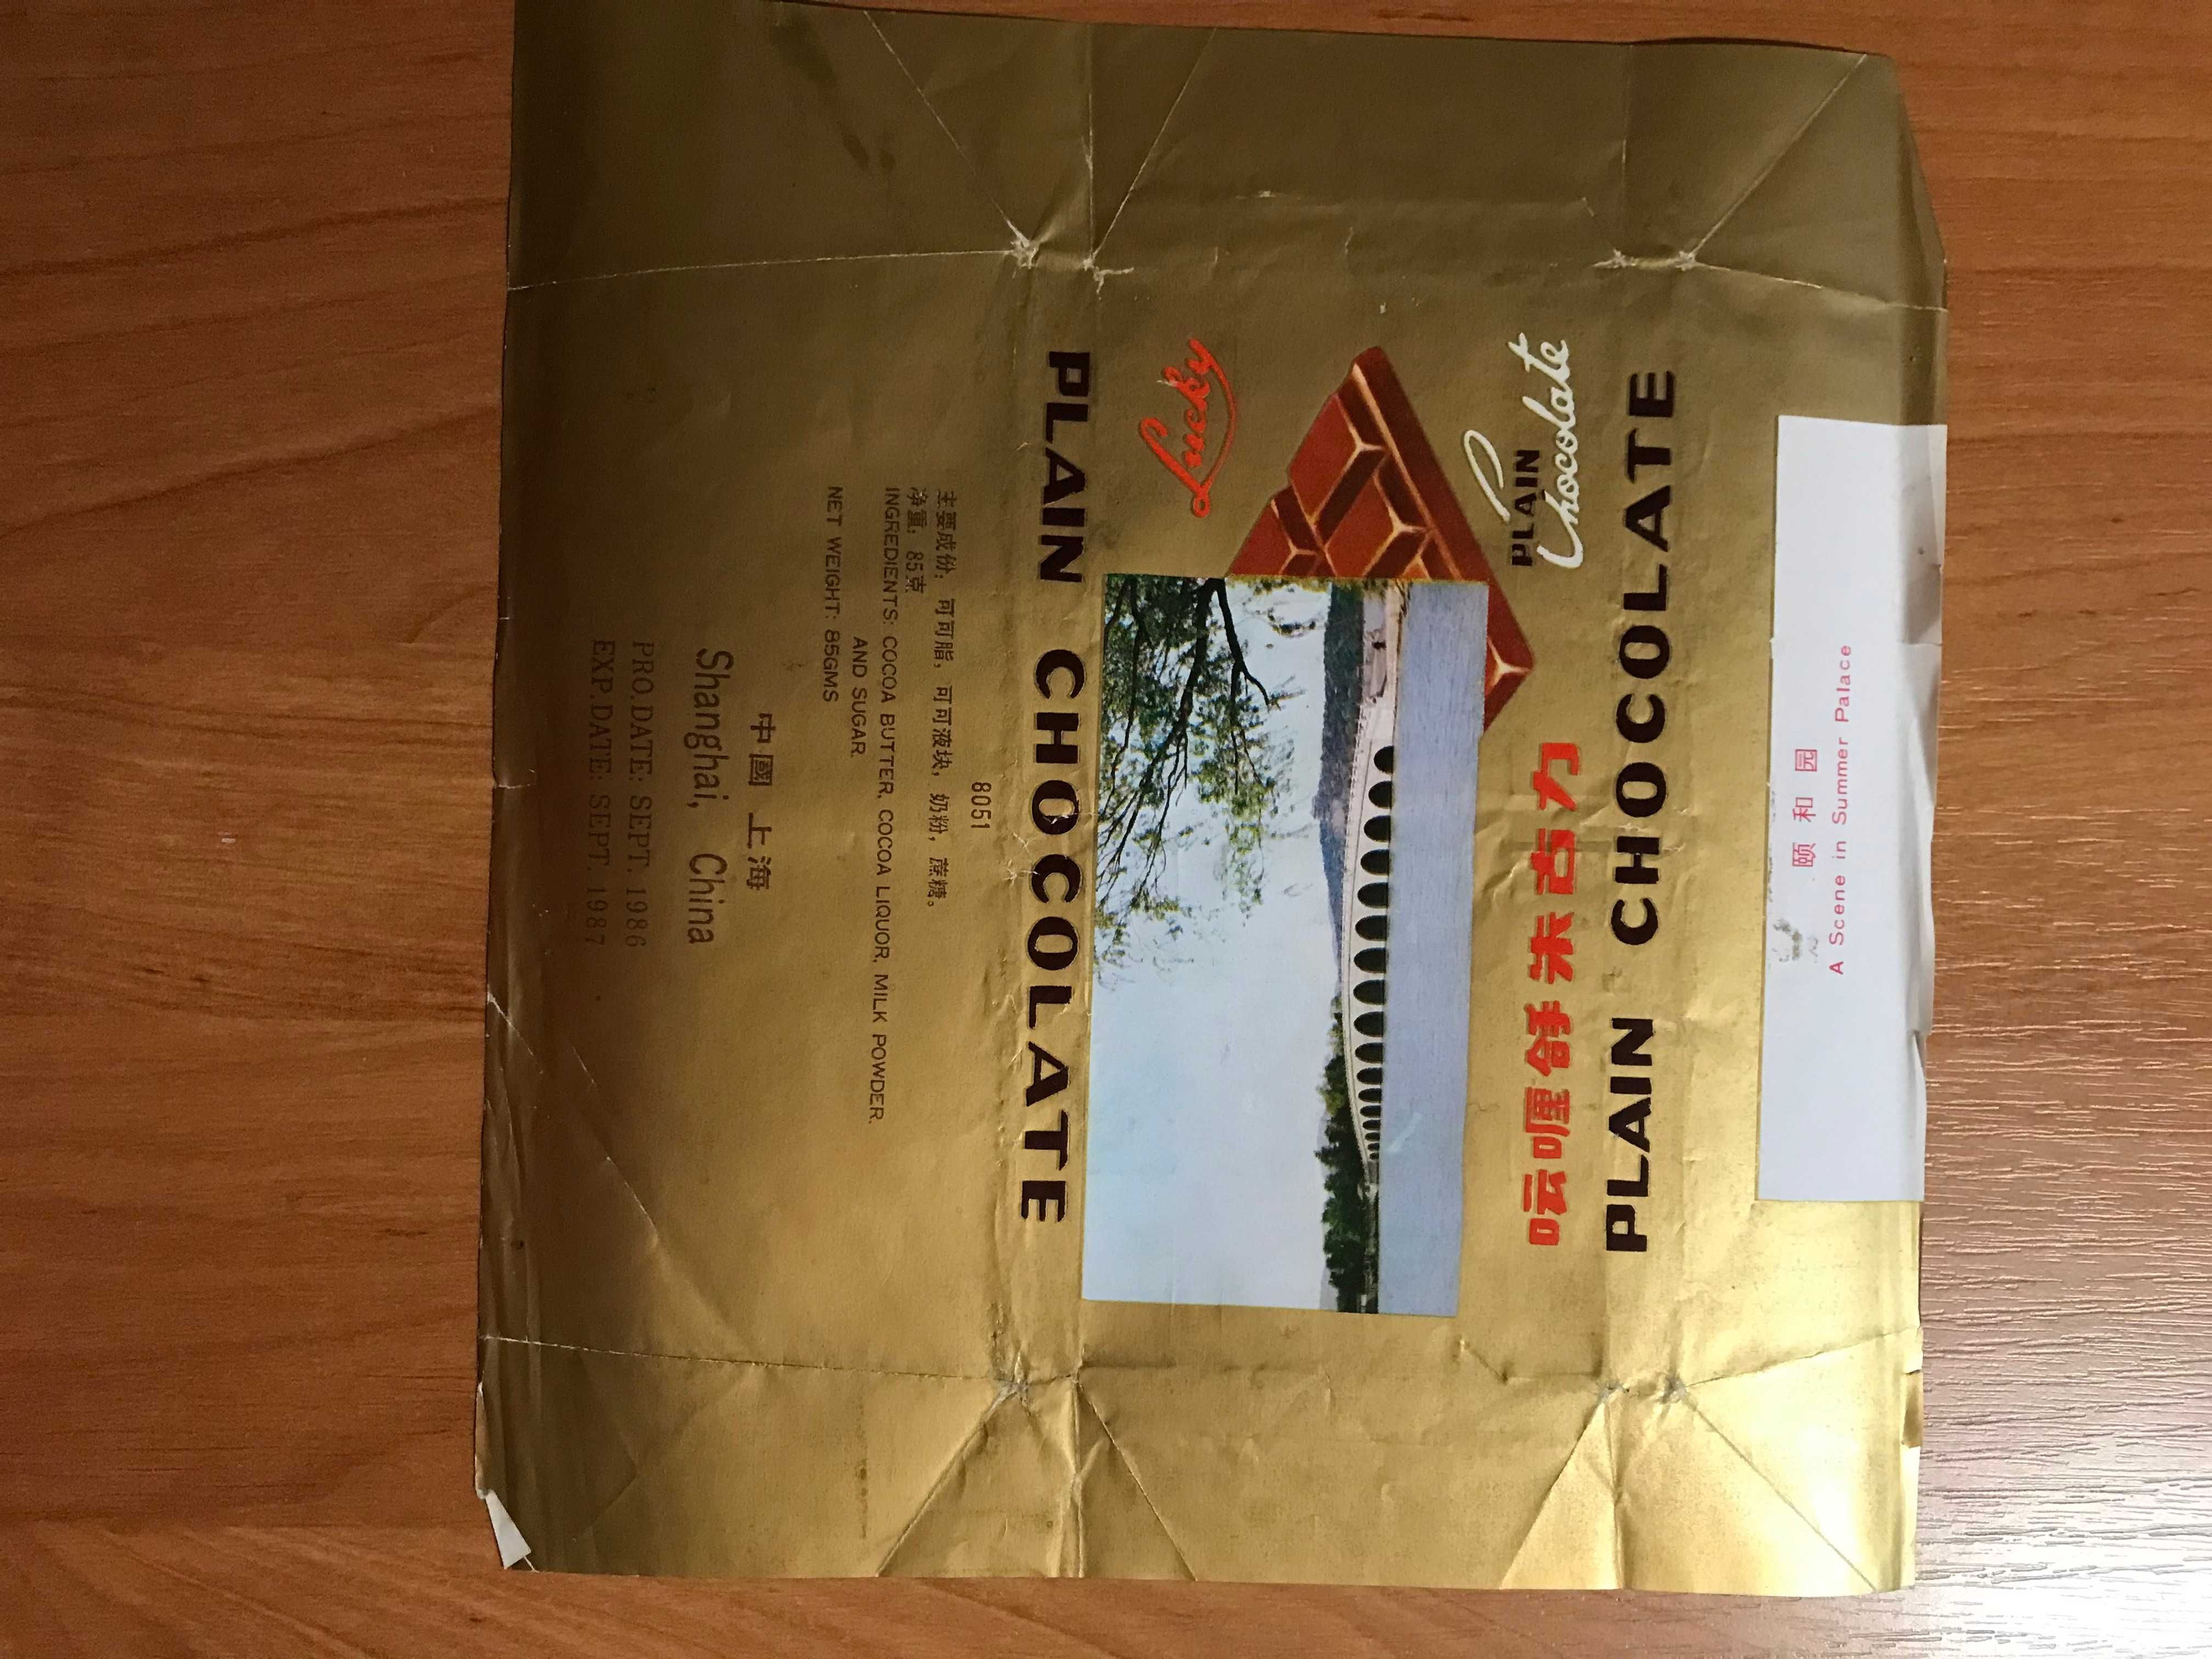 Lucky
PLAIN
Chocolate
呍喱拿朱古力
PLAIN CHOCOLATE
PLAIN CHOCOLATE
颐和园
A Scene in Summer Palace
8051
主要成份：可可脂，可可液块，奶粉，蔗糖。
净重：85克
INGREDIENTS: COCOA BUTTER, COCOA LIQUOR, MILK POWDER.
AND SUGAR.
NET WEIGHT: 85GMS
中國 上海
Shanghai, China
PRO.DATE: SEPT. 1986
EXP.DATE: SEPT. 1987